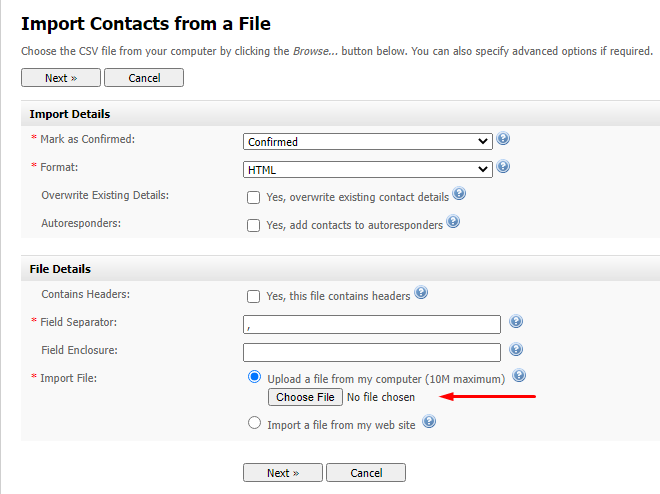 Import Contacts from a File
Choose the CSV file from your computer by clicking the Browse... button below. You can also specify advanced options if required.
Next » Cancel
Import Details
* Mark as Confirmed: Confirmed ?
* Format: HTML ?
Overwrite Existing Details: Yes, overwrite existing contact details ?
Autoresponders: Yes, add contacts to autoresponders ?
File Details
Contains Headers: Yes, this file contains headers ?
* Field Separator: , ?
Field Enclosure: ?
* Import File: Upload a file from my computer (10M maximum) ?
Choose File No file chosen
Import a file from my web site ?
Next » Cancel